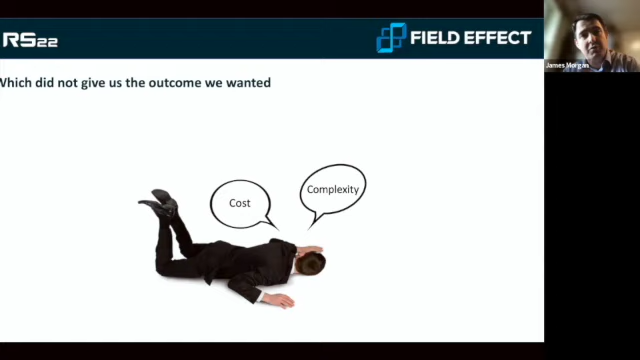 RS22
FIELD EFFECT
Which did not give us the outcome we wanted
Cost
Complexity
James Morgan